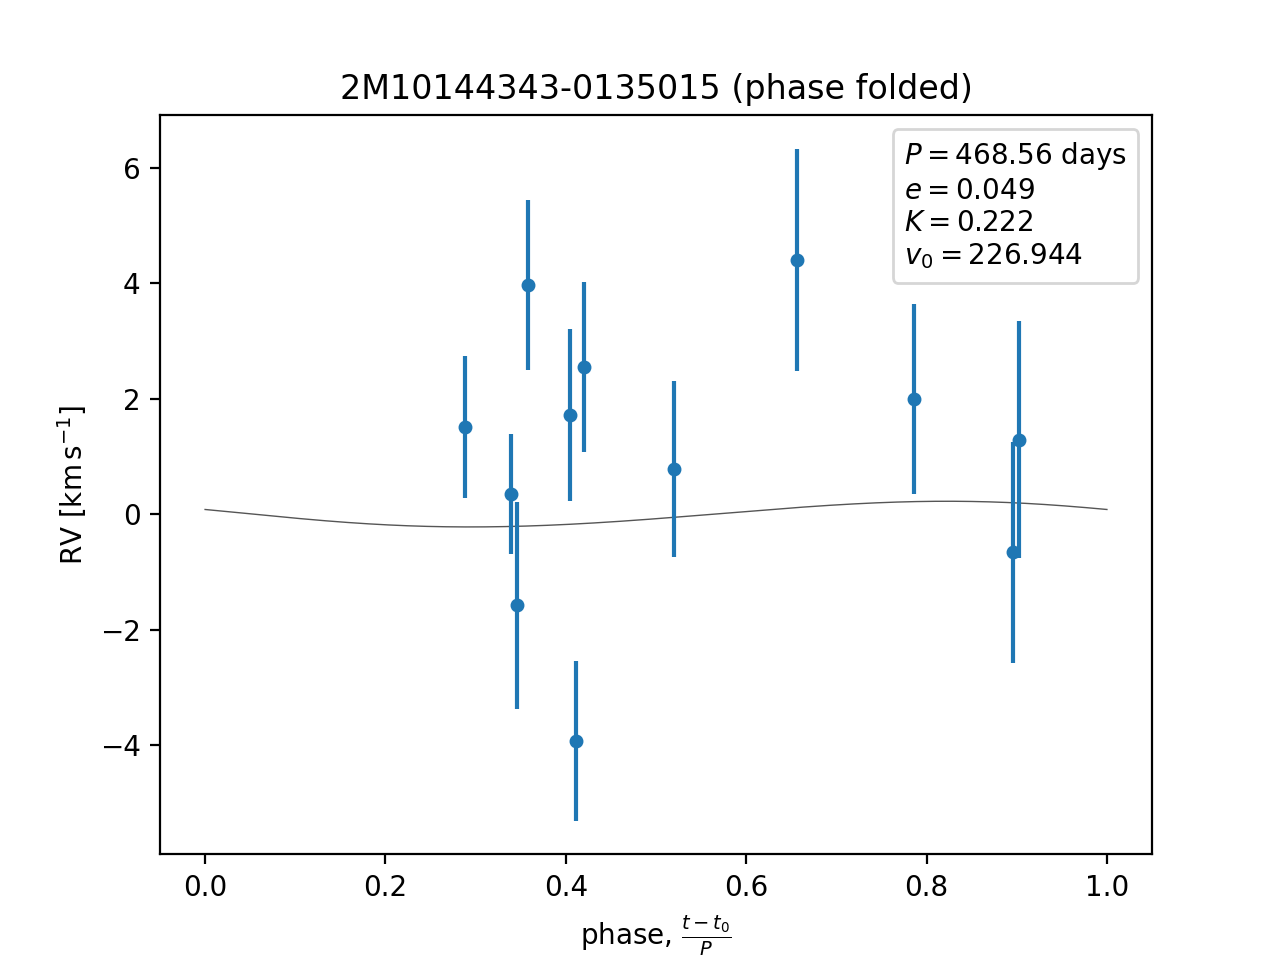 2M10144343-0135015 (phase folded)
P = 468.56 days
e = 0.049
K = 0.222
v₀ = 226.944
6
4
2
0
−2
−4
RV [km s⁻¹]
0.0 0.2 0.4 0.6 0.8 1.0
phase, (t − t₀)/P